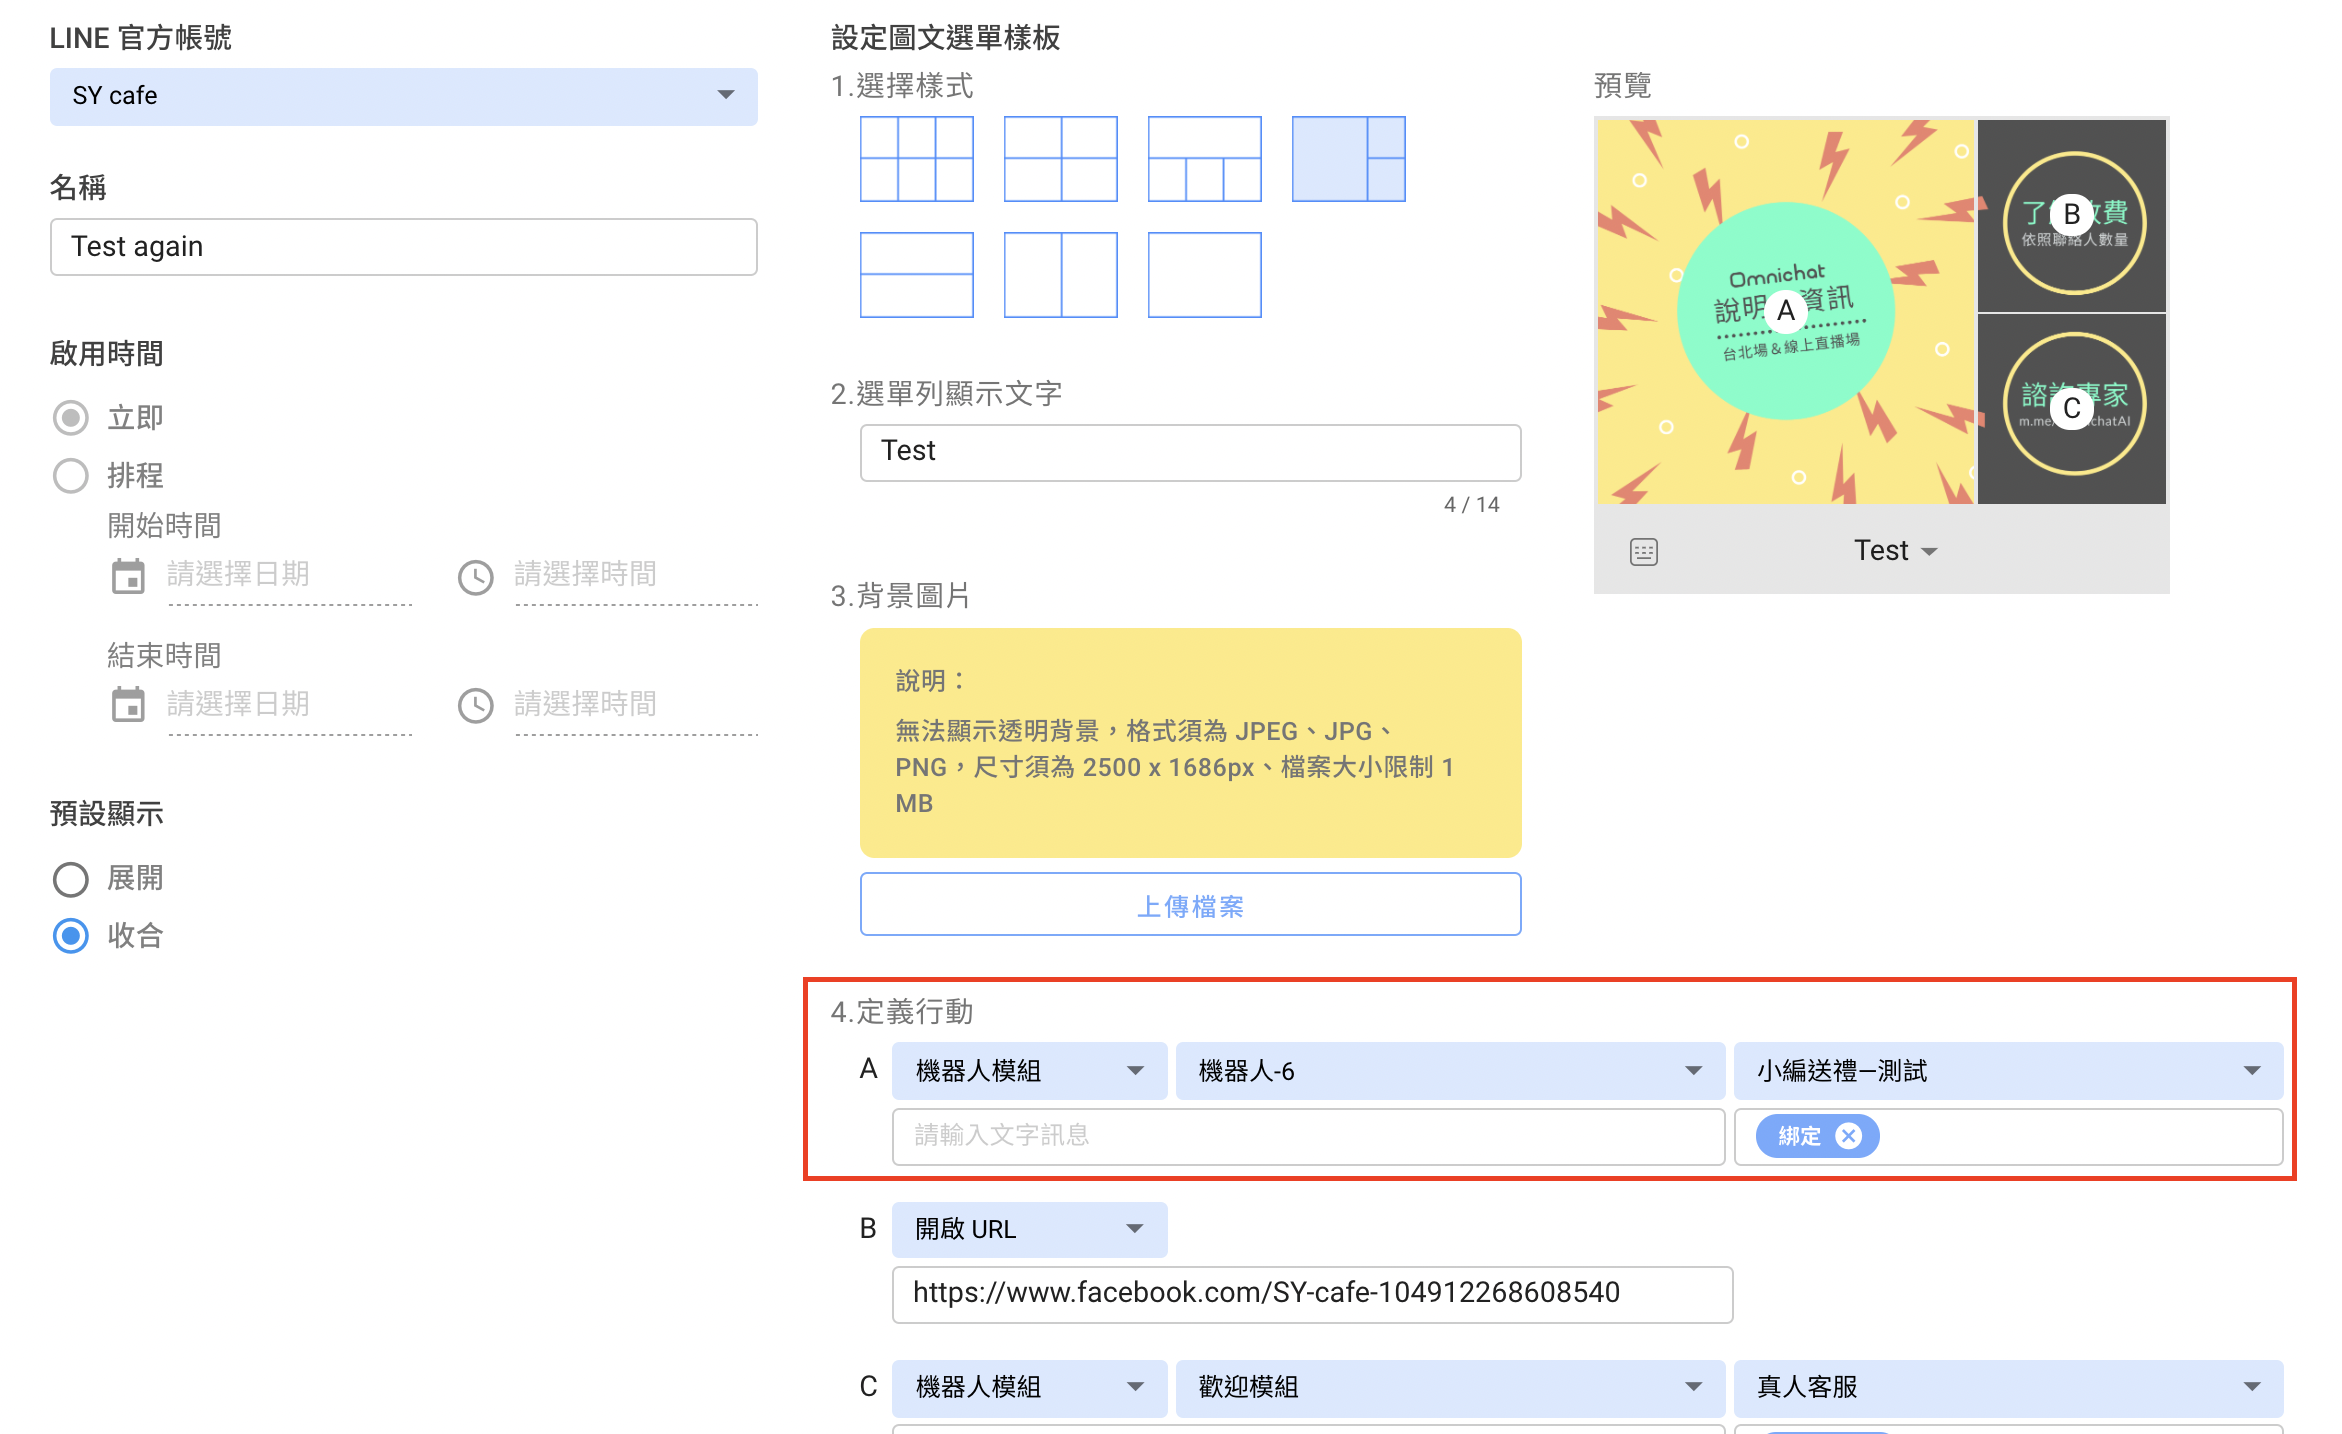 LINE 官方帳號
SY cafe
名稱
Test again
啟用時間
立即
排程
開始時間
請選擇日期
請選擇時間
結束時間
請選擇日期
請選擇時間
預設顯示
展開
收合
設定圖文選單樣板
1.選擇樣式
2.選單列顯示文字
Test
4 / 14
3.背景圖片
說明：
無法顯示透明背景，格式須為 JPEG、JPG、
PNG，尺寸須為 2500 x 1686px、檔案大小限制 1
MB
上傳檔案
預覽
Omnichat
說明 資訊
A
台北場&線上直播場
B
費
依照聯絡人數量
諮 專家
C
m.me chatAI
Test
4.定義行動
A
機器人模組
機器人-6
小編送禮—測試
請輸入文字訊息
綁定
B
開啟 URL
https://www.facebook.com/SY-cafe-104912268608540
C
機器人模組
歡迎模組
真人客服